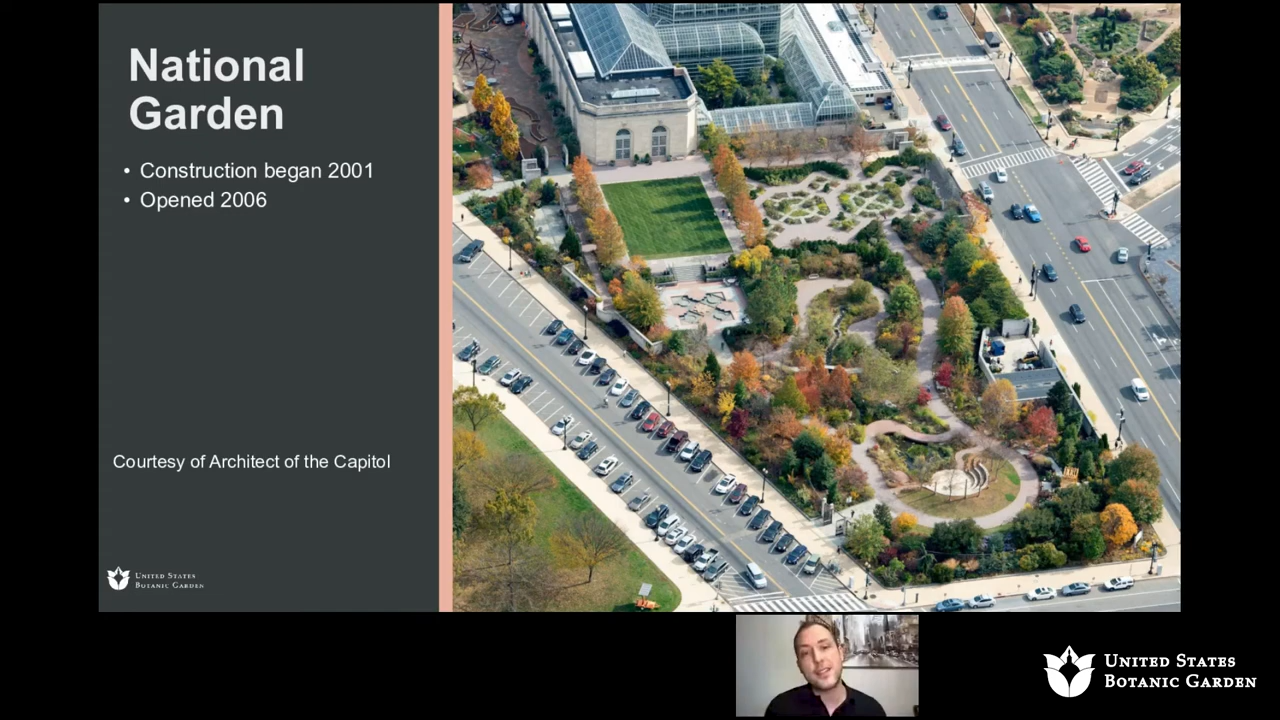 National
Garden
• Construction began 2001
• Opened 2006
Courtesy of Architect of the Capitol
UNITED STATES
BOTANIC GARDEN
UNITED STATES
BOTANIC GARDEN